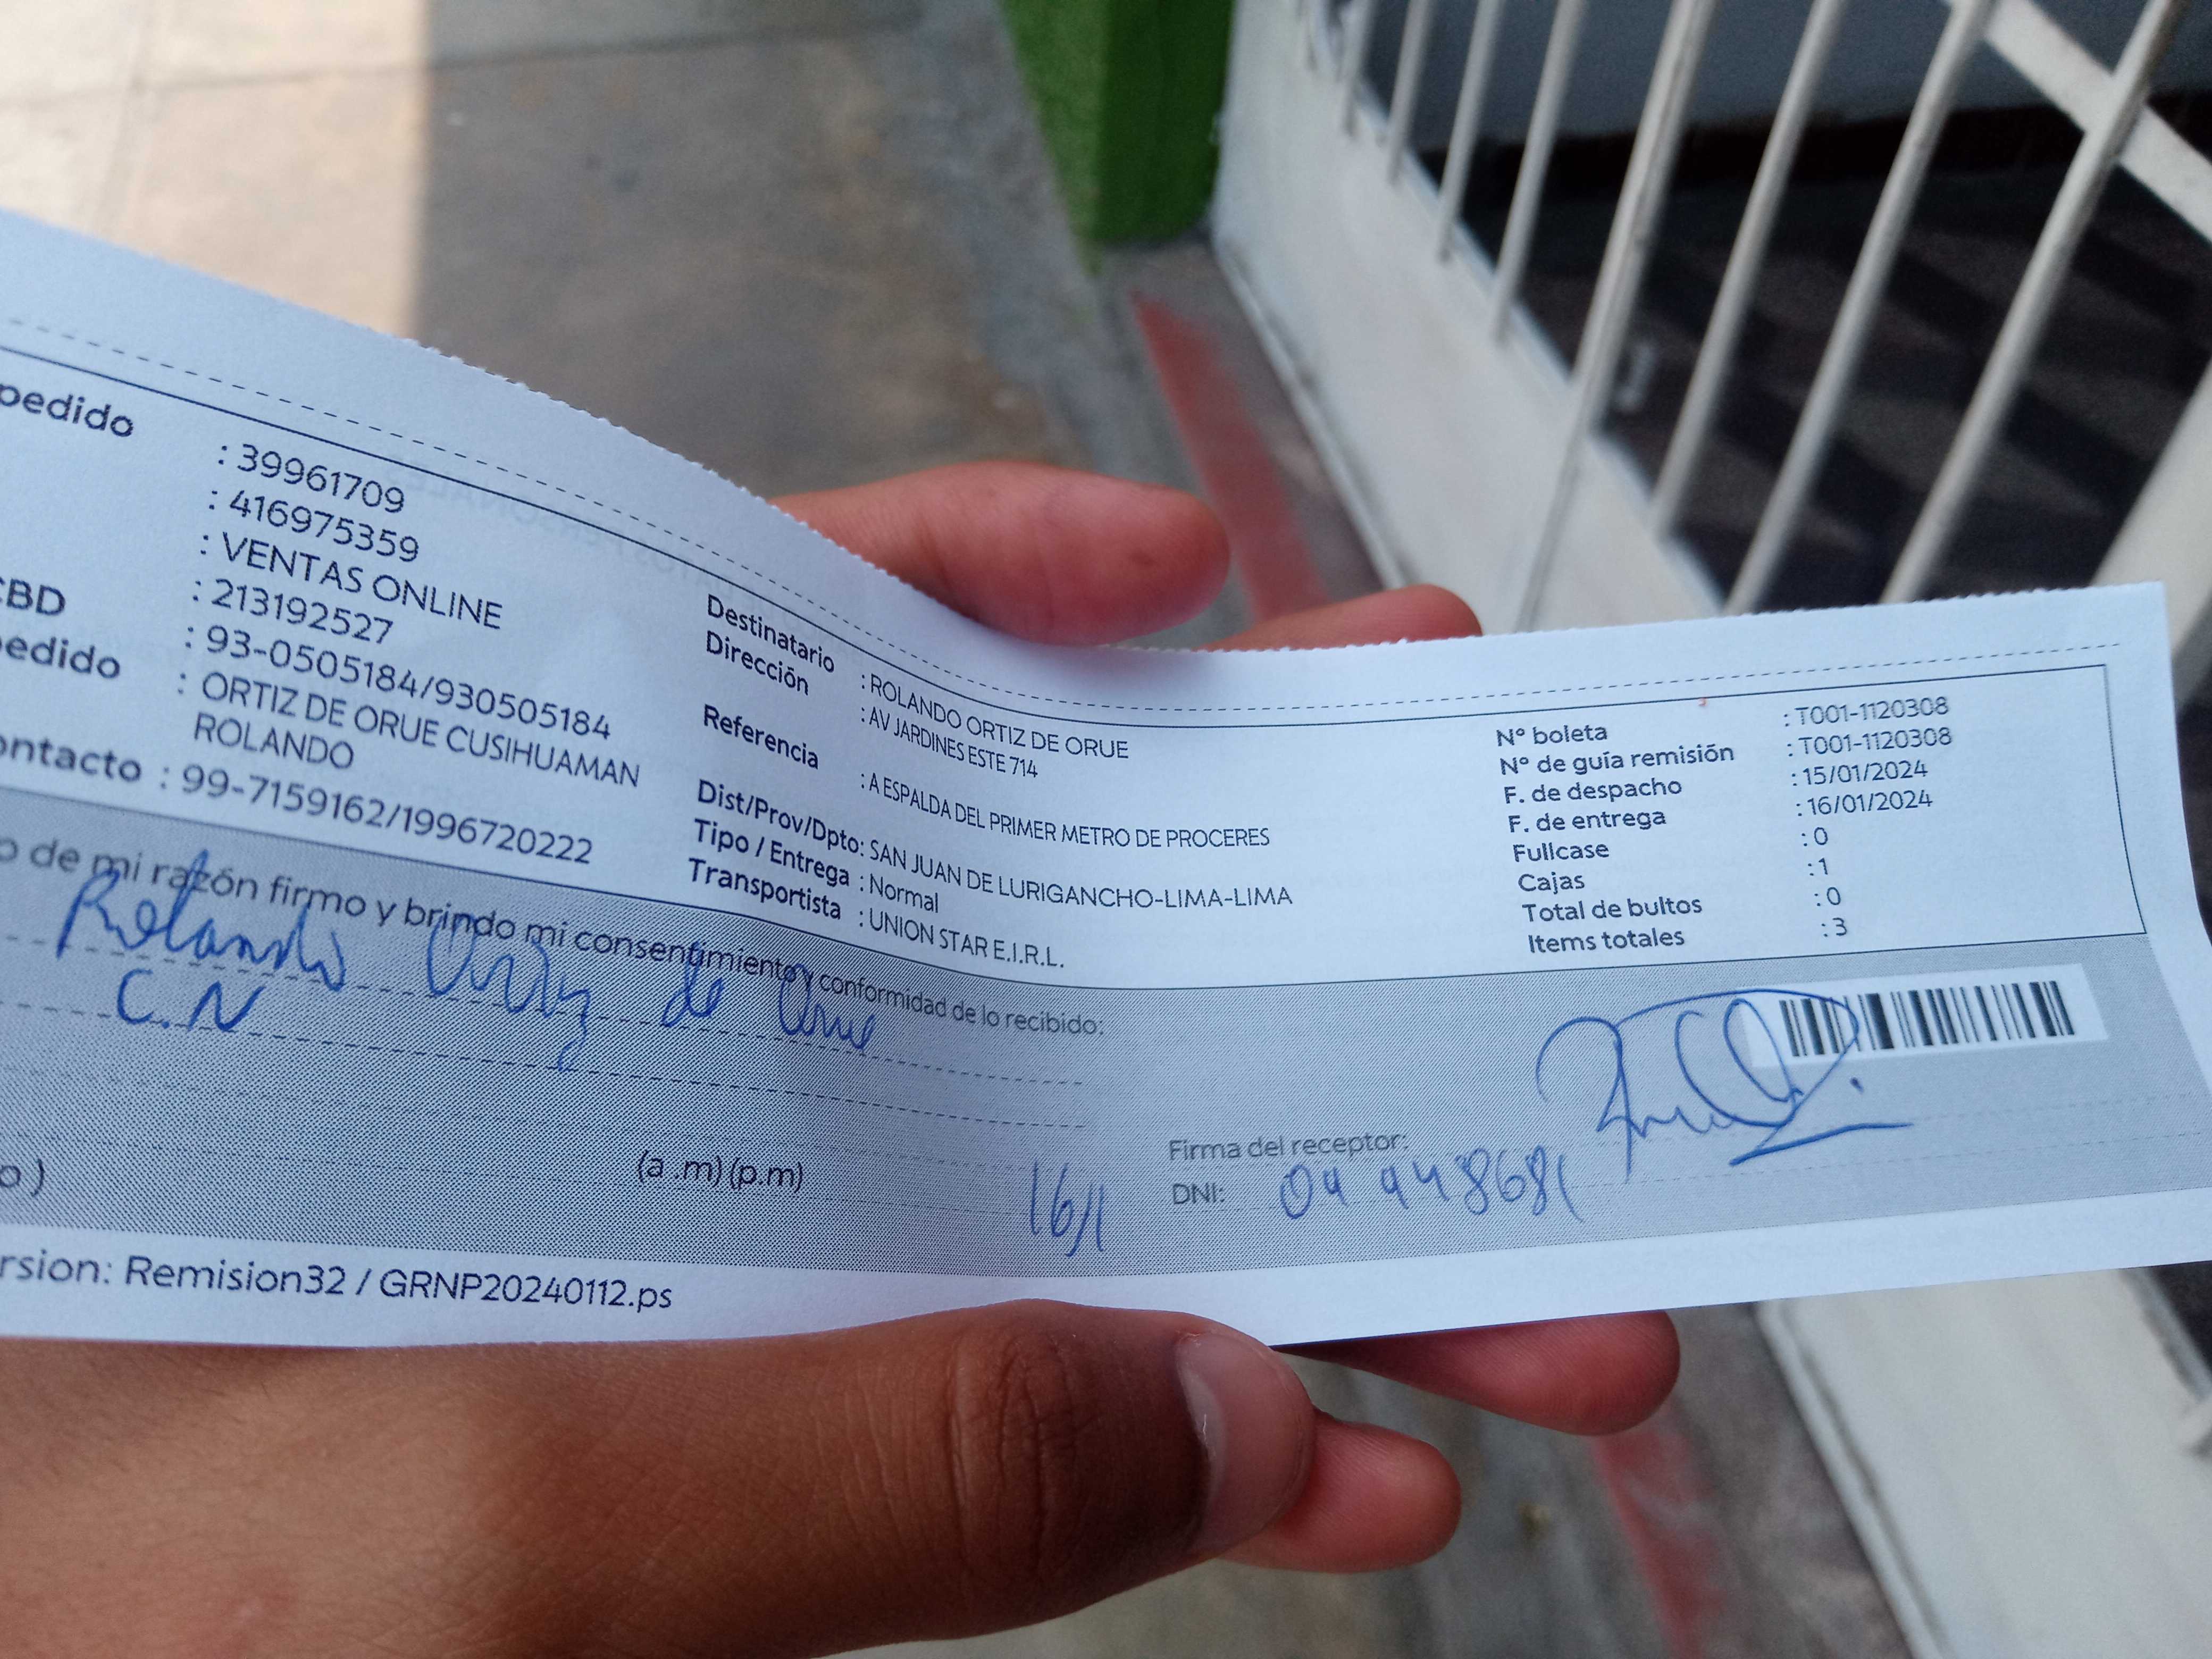 pedido : 39961709
: 416975359
: VENTAS ONLINE
CBD : 213192527
pedido : 93-0505184/930505184
: ORTIZ DE ORUE CUSIHUAMAN
ROLANDO
ontacto : 99-7159162/1996720222
Destinatario : ROLANDO ORTIZ DE ORUE
Dirección : AV JARDINES ESTE 714
Referencia : A ESPALDA DEL PRIMER METRO DE PROCERES
Dist/Prov/Dpto: SAN JUAN DE LURIGANCHO-LIMA-LIMA
Tipo / Entrega : Normal
Transportista : UNION STAR E.I.R.L.
N° boleta : T001-1120308
N° de guía remisión : T001-1120308
F. de despacho : 15/01/2024
F. de entrega : 16/01/2024
Fullcase : 0
Cajas : 1
Total de bultos : 0
Items totales : 3
o de mi razón firmo y brindo mi consentimiento y conformidad de lo recibido:
Rolando Ortiz de Orue
C.N
o ) (a .m) (p.m)
16/1
Firma del receptor:
DNI:
rsion: Remision32 / GRNP20240112.ps